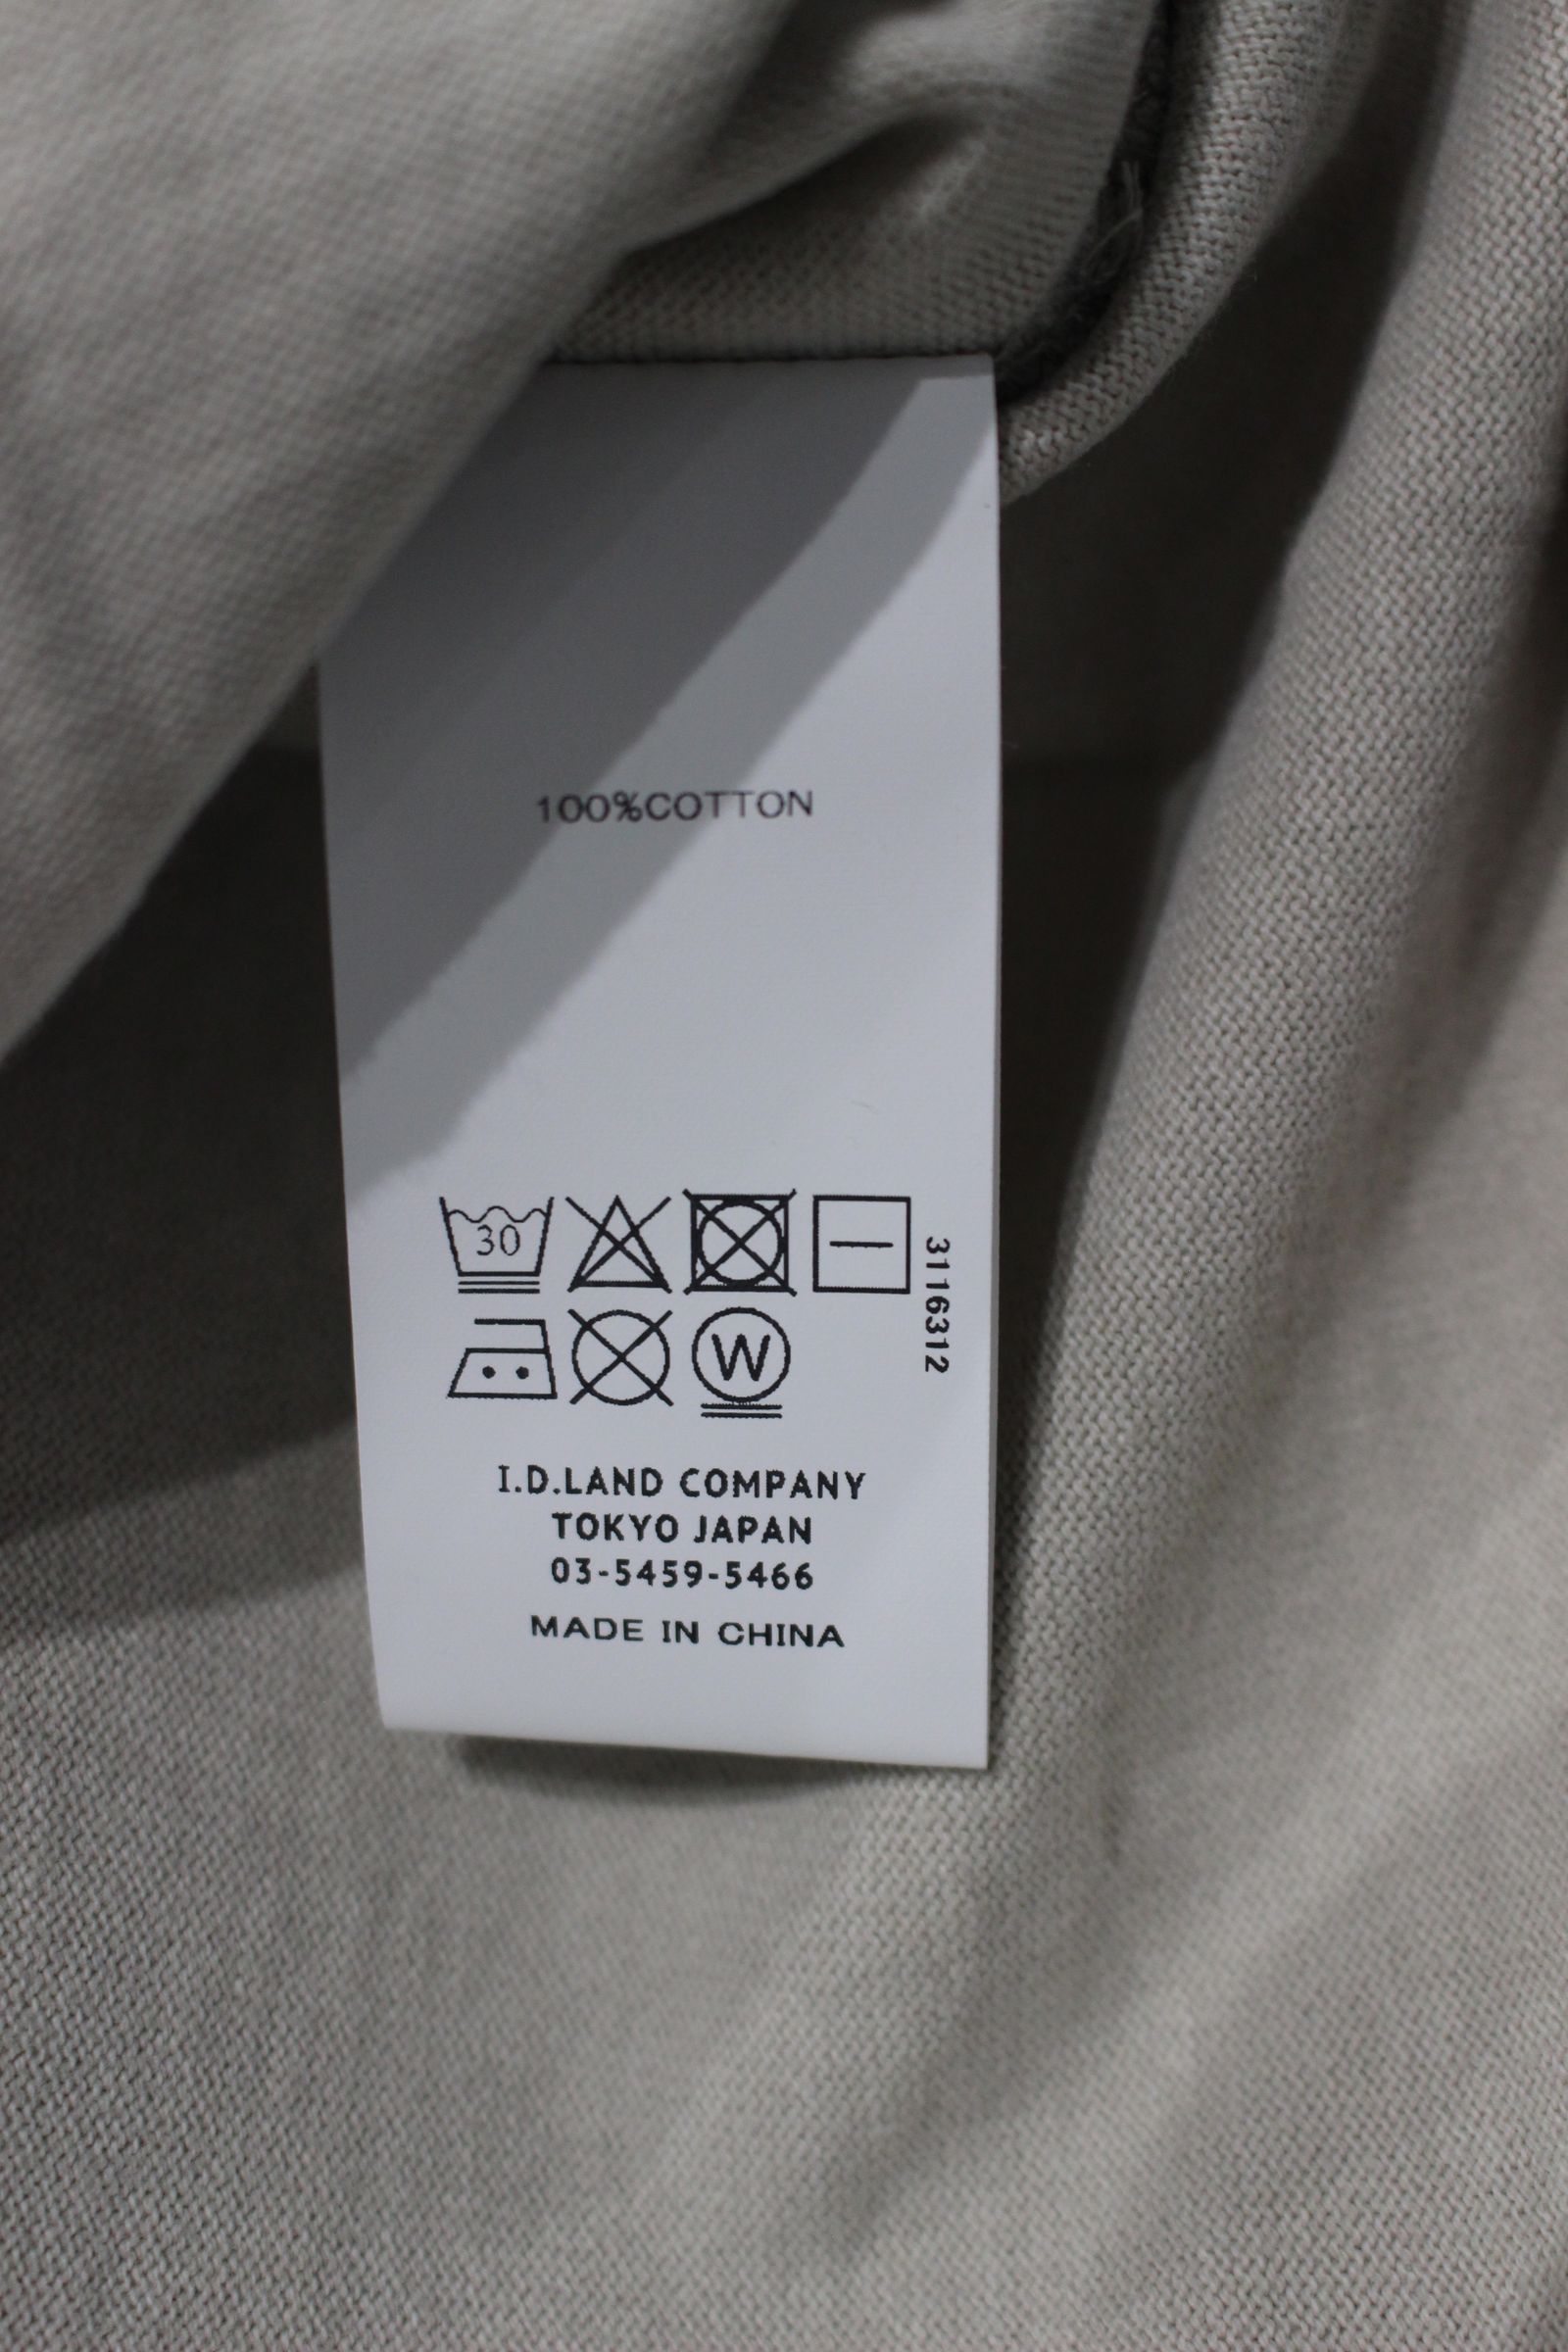 100%COTTON
30
W
3116312
I.D.LAND COMPANY
TOKYO JAPAN
03-5459-5466
MADE IN CHINA